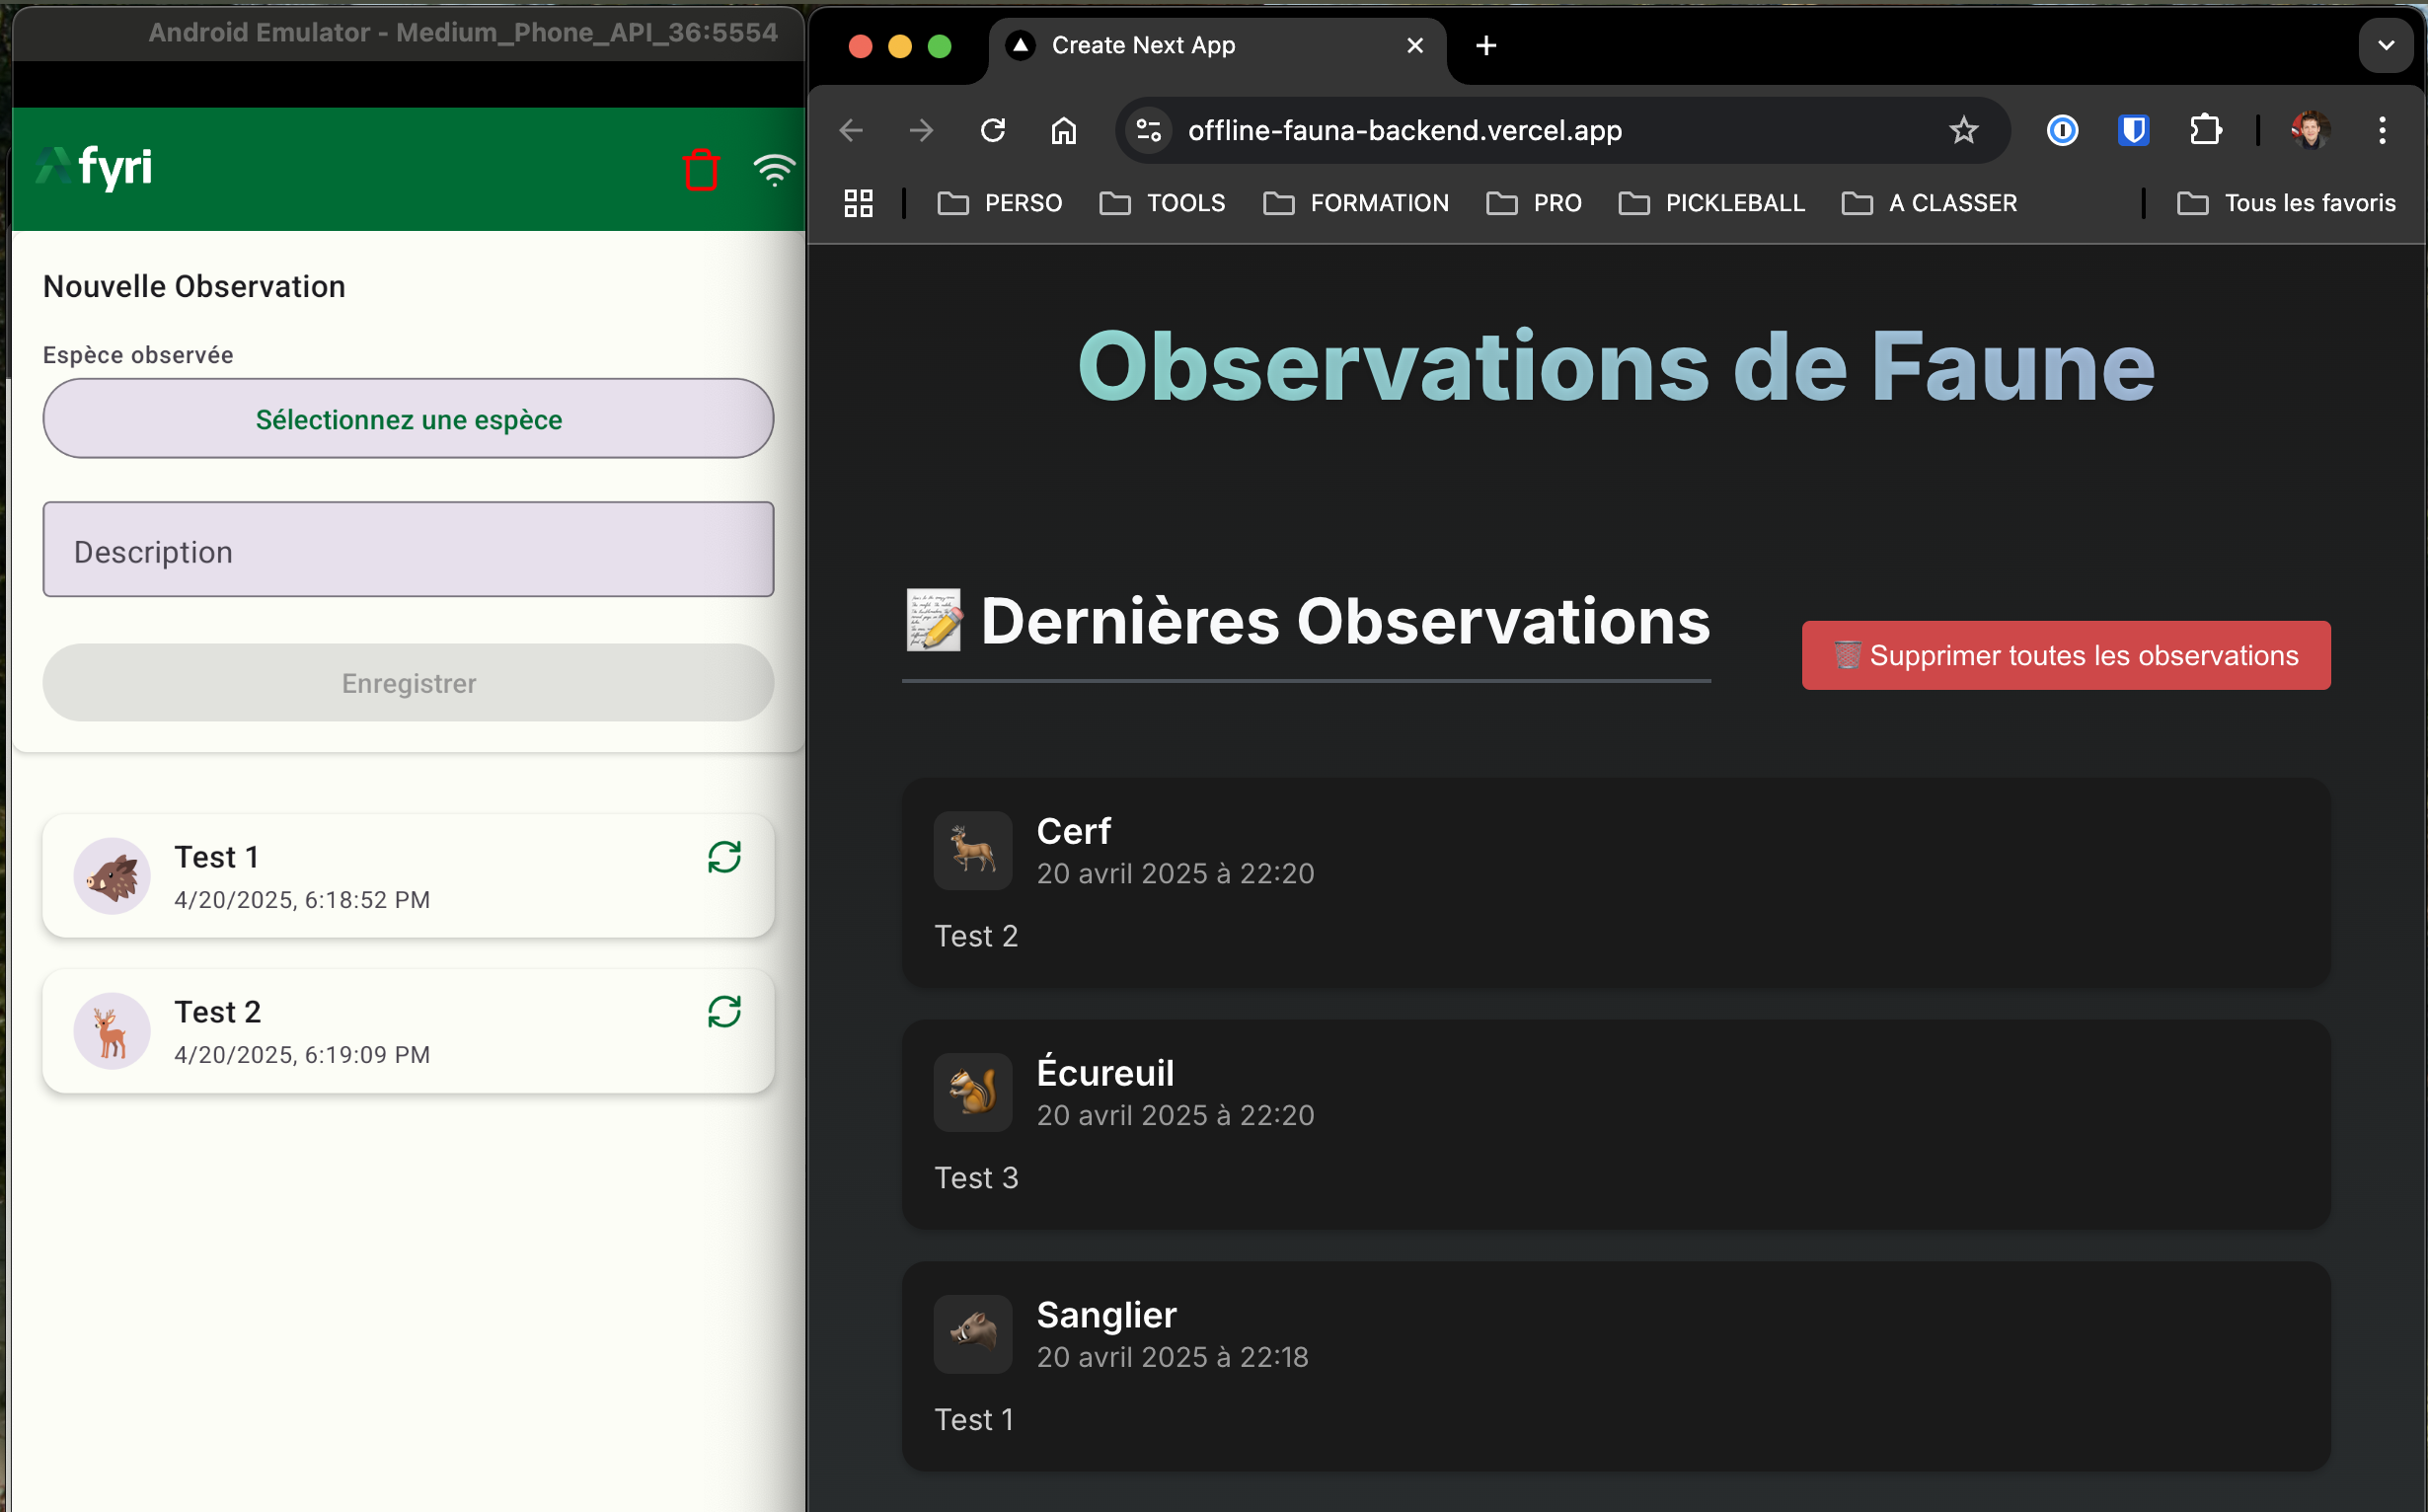 Android Emulator - Medium_Phone_API_36:5554
fyri
Nouvelle Observation
Espèce observée
Sélectionnez une espèce
Description
Enregistrer
Test 1
4/20/2025, 6:18:52 PM
Test 2
4/20/2025, 6:19:09 PM
Create Next App
offline-fauna-backend.vercel.app
PERSO
TOOLS
FORMATION
PRO
PICKLEBALL
A CLASSER
Tous les favoris
Observations de Faune
Dernières Observations
Supprimer toutes les observations
Cerf
20 avril 2025 à 22:20
Test 2
Écureuil
20 avril 2025 à 22:20
Test 3
Sanglier
20 avril 2025 à 22:18
Test 1